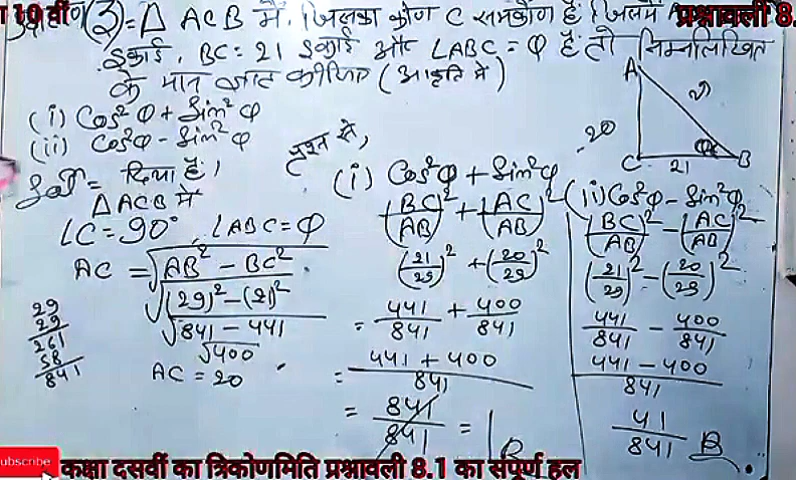 10 वीं
प्रश्नावली 8.
(3) = Δ ACB में, जिसका कोण C समकोण है। जिसमें A
इकाई, BC = 21 इकाई और ∠ABC = φ है तो निम्नलिखित
के मान ज्ञात कीजिए (आकृति में)
(i) Cos²φ + Sin²φ
(ii) Cos²φ - Sin²φ
A
29
20
C 21 φ B
Sol = दिया है।
Δ ACB में
∠C = 90°, ∠ABC = φ
AC = √AB² - BC²
√(29)² - (21)²
√841 - 441
√400
AC = 20
29
29
261
58
841
प्रश्न से,
(i) Cos²φ + Sin²φ
(BC/AB)² + (AC/AB)²
(21/29)² + (20/29)²
= 441/841 + 400/841
= 441 + 400/841
= 841/841 = 1
(ii) Cos²φ - Sin²φ
(BC/AB)² - (AC/AB)²
(21/29)² - (20/29)²
441/841 - 400/841
441 - 400/841
41/841
ubscribe
कक्षा दसवीं का त्रिकोणमिति प्रश्नावली 8.1 का संपूर्ण हल